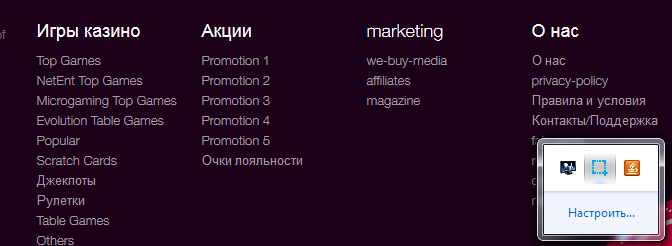 of
Игры казино
Top Games
NetEnt Top Games
Microgaming Top Games
Evolution Table Games
Popular
Scratch Cards
Джекпоты
Рулетки
Table Games
Others
Акции
Promotion 1
Promotion 2
Promotion 3
Promotion 4
Promotion 5
Очки лояльности
marketing
we-buy-media
affiliates
magazine
О нас
О нас
privacy-policy
Правила и условия
Контакты/Поддержка
Настроить...